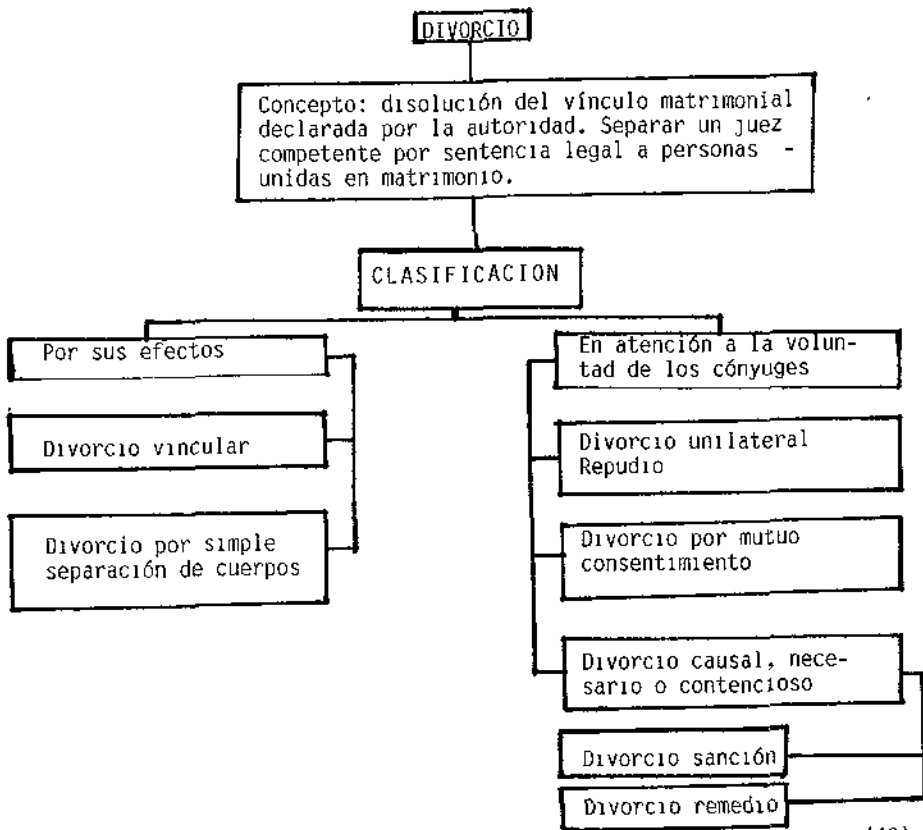 DIVORCIO
Concepto: disolución del vínculo matrimonial
declarada por la autoridad. Separar un juez
competente por sentencia legal a personas -
unidas en matrimonio.
CLASIFICACION
Por sus efectos
Divorcio vincular
Divorcio por simple
separación de cuerpos
En atención a la volun-
tad de los cónyuges
Divorcio unilateral
Repudio
Divorcio por mutuo
consentimiento
Divorcio causal, nece-
sario o contencioso
Divorcio sanción
Divorcio remedio